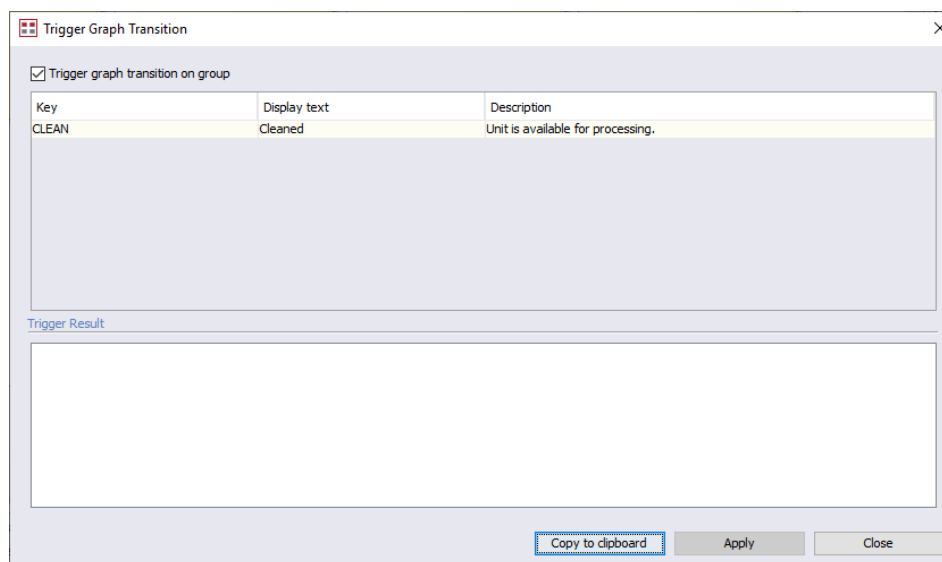 Trigger Graph Transition
Trigger graph transition on group
Key Display text Description
CLEAN Cleaned Unit is available for processing.
Trigger Result
Copy to clipboard Apply Close